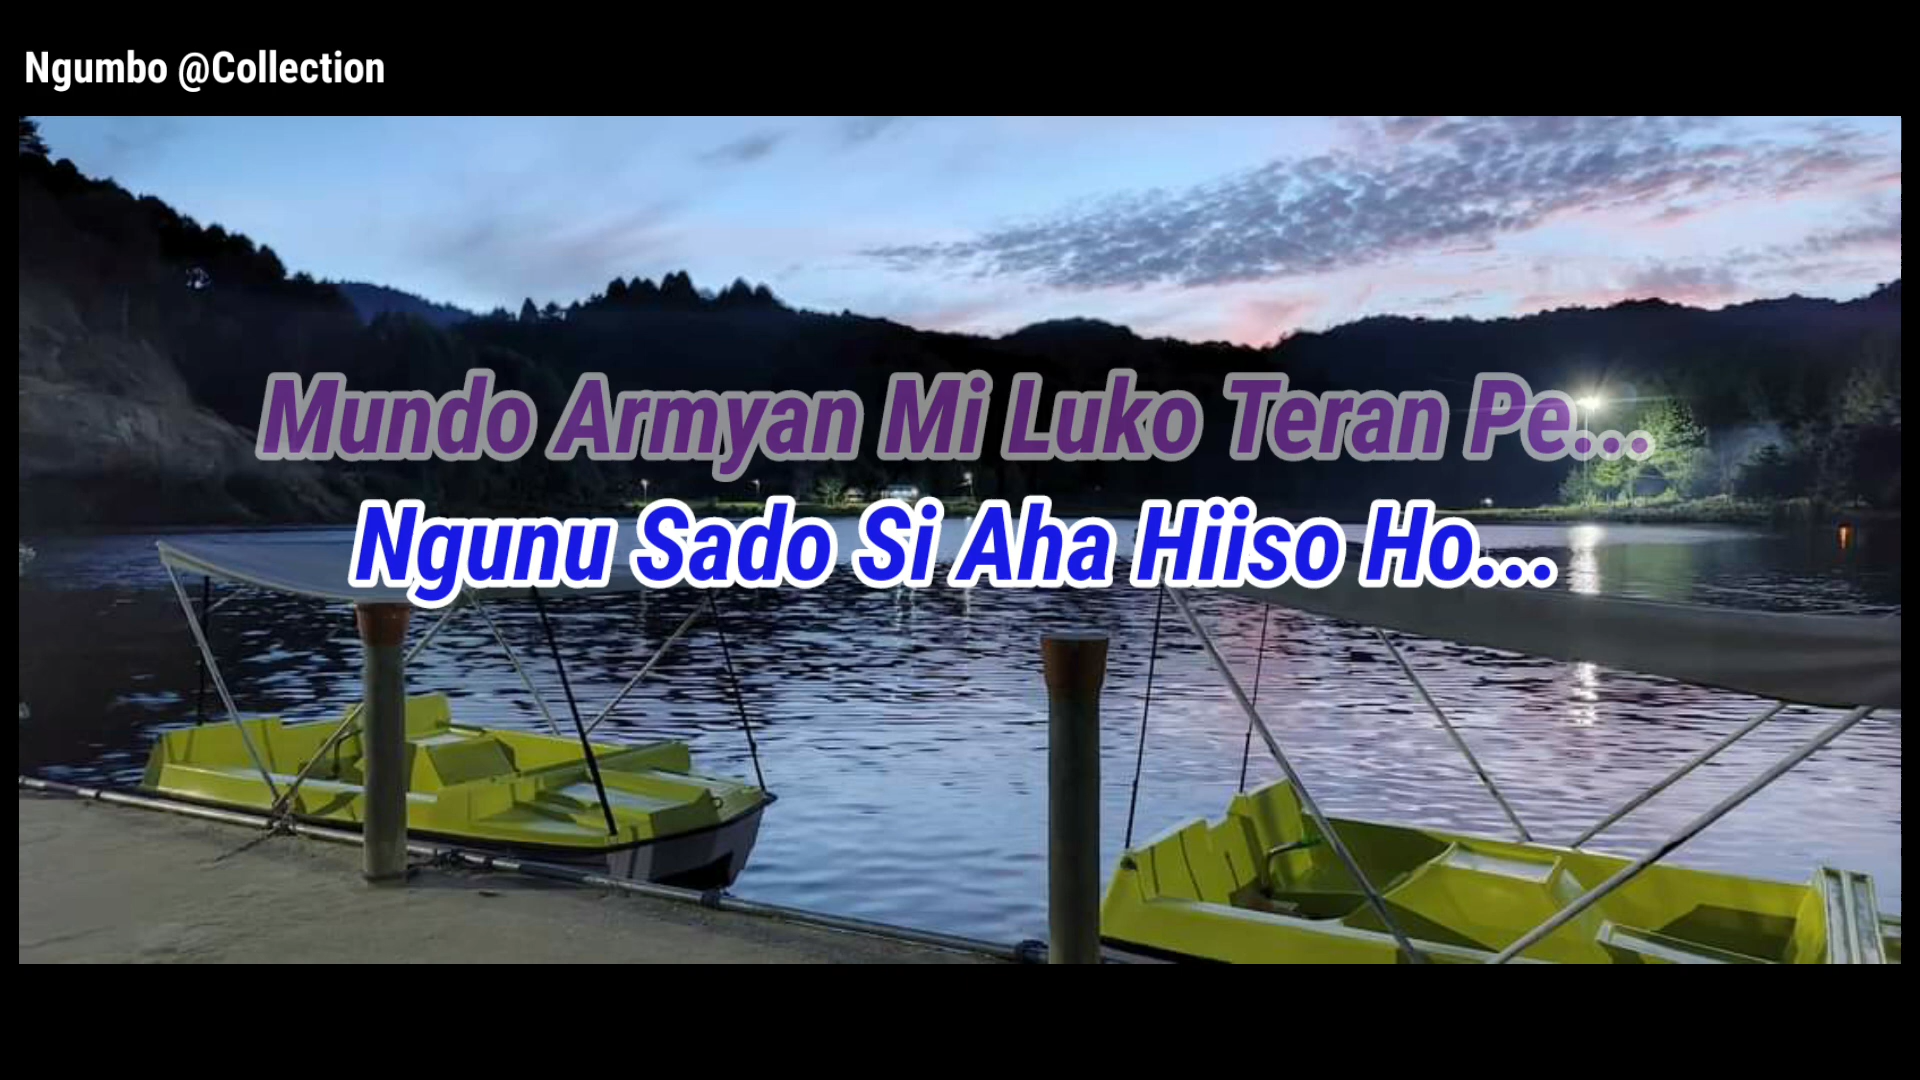 Ngumbo @Collection
Mundo Armyan Mi Luko Teran Pe...
Ngunu Sado Si Aha Hiiso Ho...